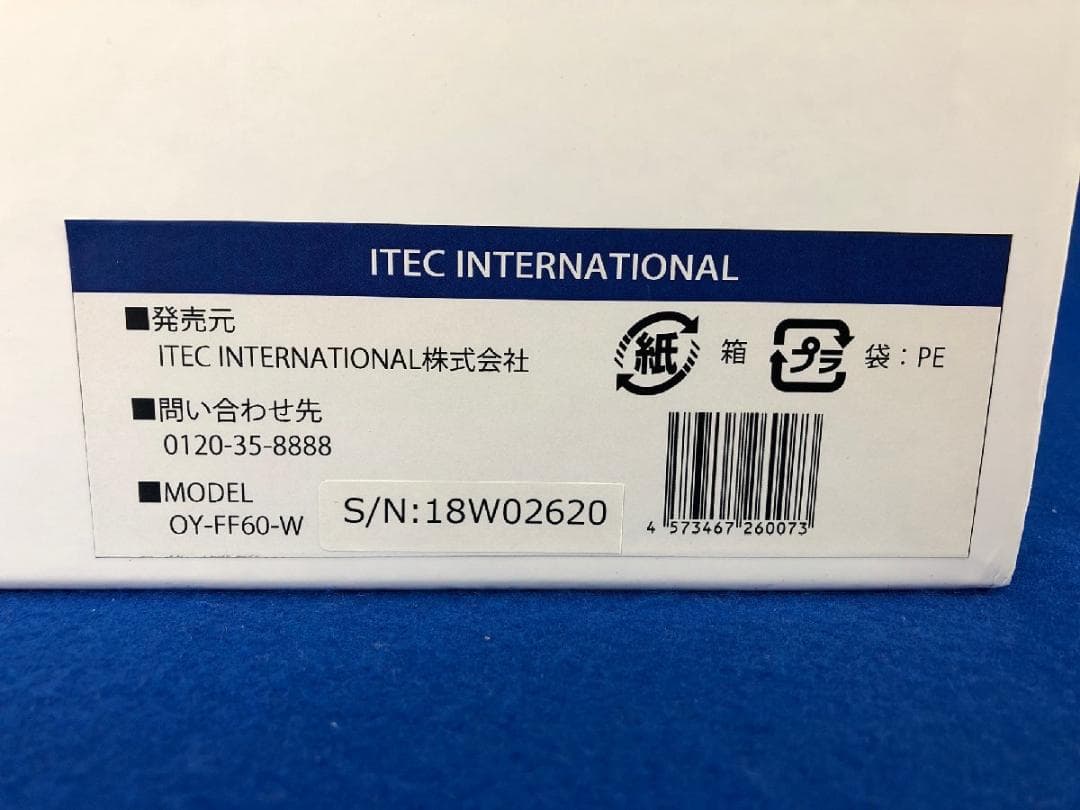 ITEC INTERNATIONAL
■発売元
ITEC INTERNATIONAL株式会社
■問い合わせ先
0120-35-8888
■MODEL
OY-FF60-W
S/N:18W02620
紙 箱 プラ 袋：PE
4 573467 260073